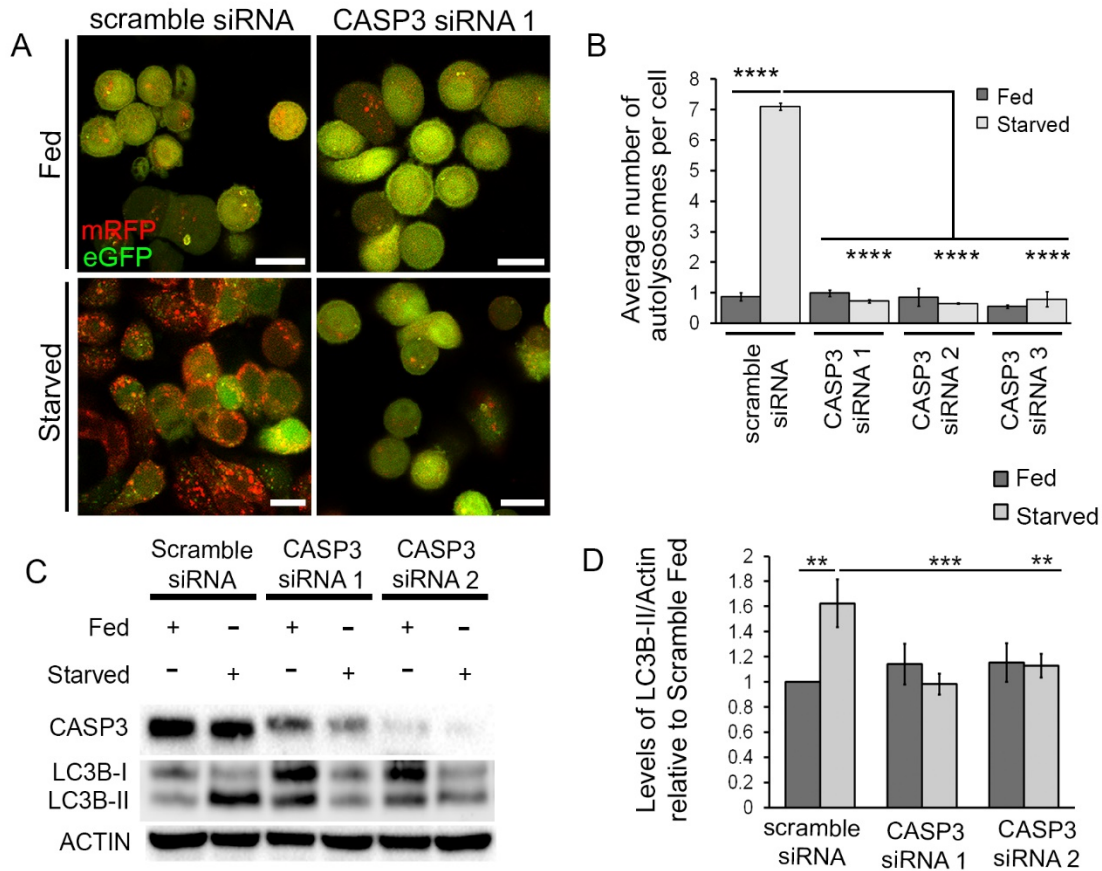 A
scramble siRNA
CASP3 siRNA 1
Fed
mRFP
eGFP
Starved
B
Average number of
autolysosomes per cell
8
7
6
5
4
3
2
1
0
****
**** **** ****
Fed
Starved
scramble
siRNA
CASP3
siRNA 1
CASP3
siRNA 2
CASP3
siRNA 3
C
Scramble
siRNA
CASP3
siRNA 1
CASP3
siRNA 2
Fed + - + - + -
Starved - + - + - +
CASP3
LC3B-I
LC3B-II
ACTIN
D
Fed
Starved
Levels of LC3B-II/Actin
relative to Scramble Fed
2
1.8
1.6
1.4
1.2
1
0.8
0.6
0.4
0.2
0
** *** **
scramble
siRNA
CASP3
siRNA 1
CASP3
siRNA 2